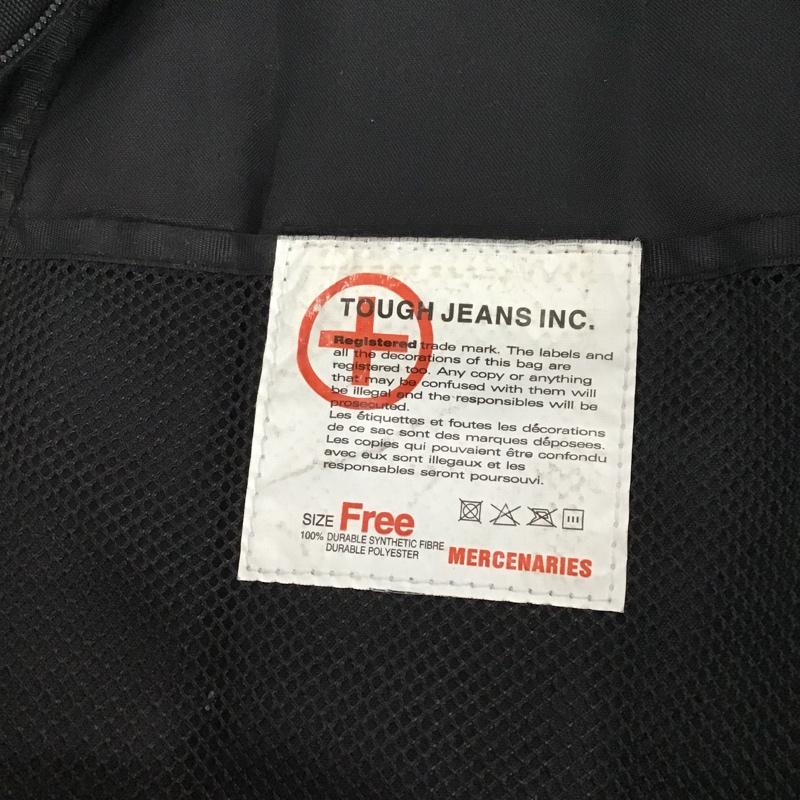 TOUGH JEANS INC.
Registered trade mark. The labels and
all the decorations of this bag are
registered too. Any copy or anything
that may be confused with them will
be illegal and the responsibles will be
prosecuted.
Les étiquettes et foutes les décorations
de ce sac sont des marques déposees.
Les copies qui pouvaient être confondu
avec eux sont illegaux et les
responsables seront poursouvi.
SIZE Free
100% DURABLE SYNTHETIC FIBRE
DURABLE POLYESTER
MERCENARIES